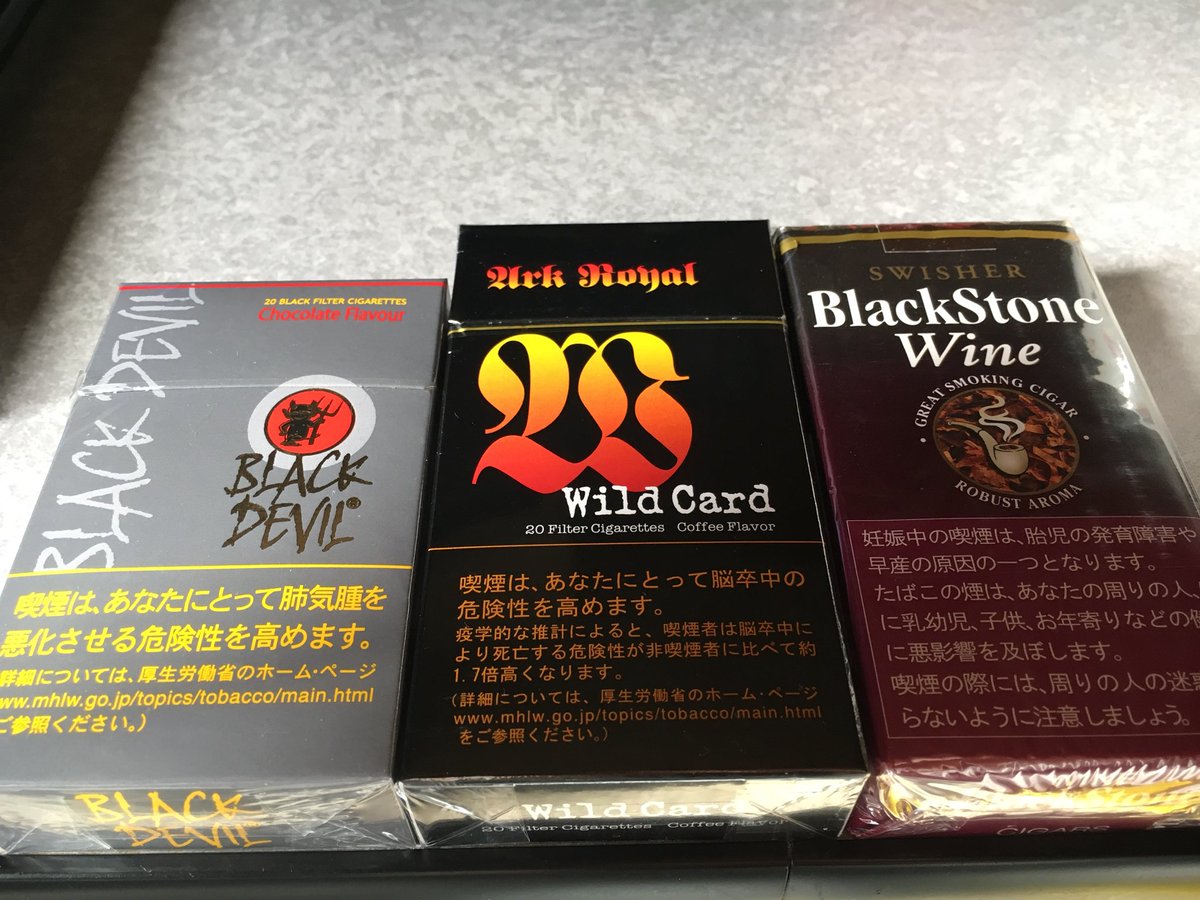 BLACK DEVIL
20 BLACK FILTER CIGARETTES
Chocolate Flavour
BLACK
DEVIL®
喫煙は、あなたにとって肺気腫を
悪化させる危険性を高めます。
詳細については、厚生労働省のホーム・ページ
www.mhlw.go.jp/topics/tobacco/main.html
ご参照ください。)
BLACK
DEVIL
Ark Royal
W
Wild Card
20 Filter Cigarettes Coffee Flavor
喫煙は、あなたにとって脳卒中の
危険性を高めます。
疫学的な推計によると、喫煙者は脳卒中に
より死亡する危険性が非喫煙者に比べて約
1.7倍高くなります。
(詳細については、厚生労働省のホーム・ページ
www.mhlw.go.jp/topics/tobacco/main.html
をご参照ください。)
Wild Card
20 Filter Cigarettes Coffee Flavor
SWISHER
BlackStone
Wine
• GREAT SMOKING CIGAR •
ROBUST AROMA
妊娠中の喫煙は、胎児の発育障害や
早産の原因の一つとなります。
たばこの煙は、あなたの周りの人、
に乳幼児、子供、お年寄りなどの
に悪影響を及ぼします。
喫煙の際には、周りの人の迷惑
らないように注意しましょう。
CIGARS